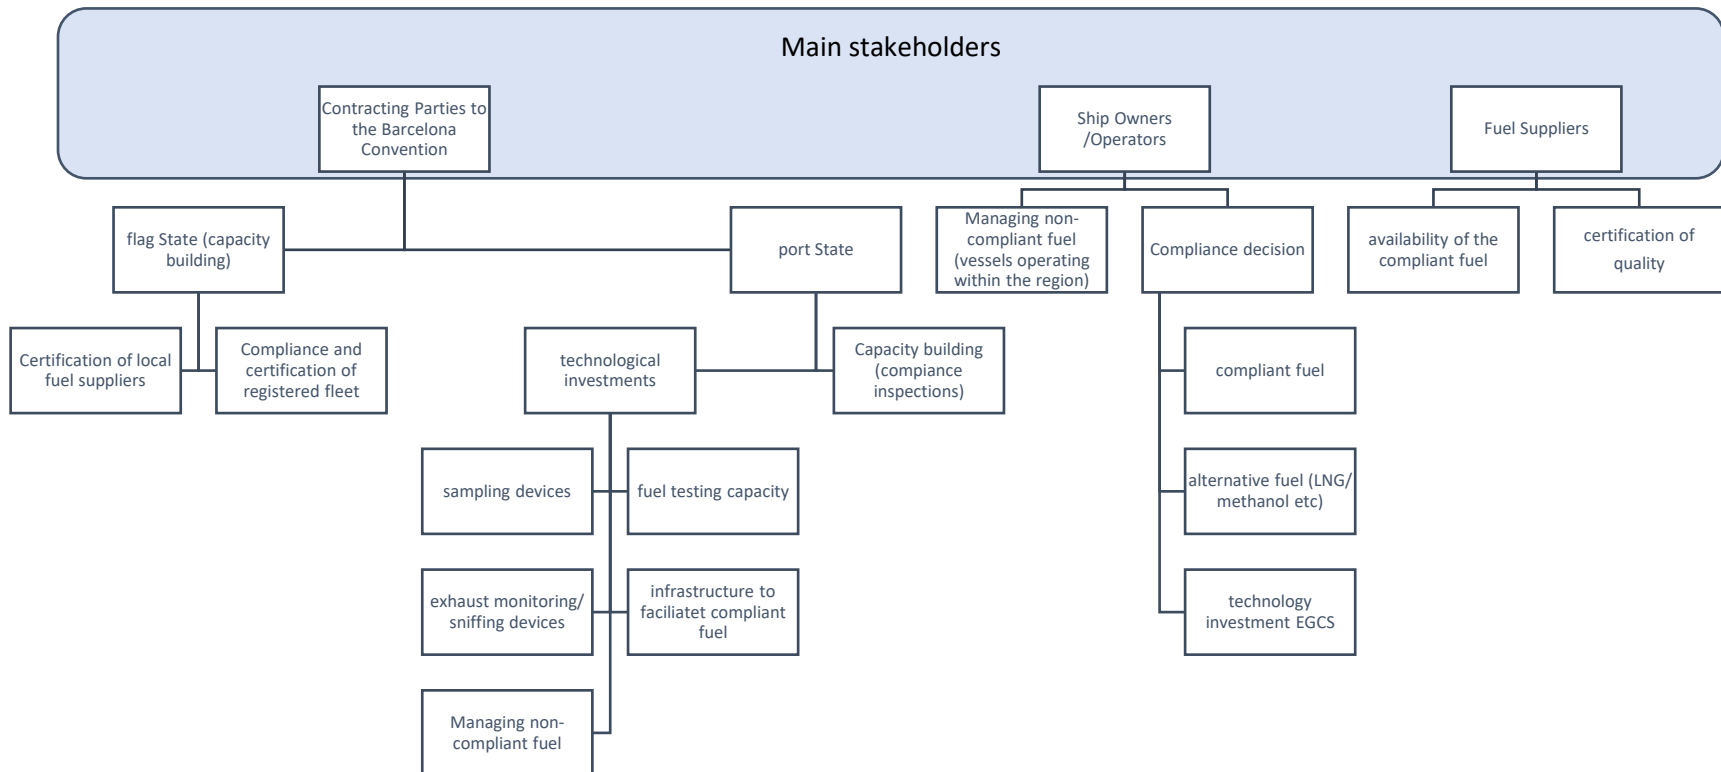 Main stakeholders
Contracting Parties to
the Barcelona
Convention
Ship Owners
/Operators
Fuel Suppliers
flag State (capacity
building)
port State
Managing non-
compliant fuel
(vessels operating
within the region)
Compliance decision
availability of the
compliant fuel
certification of
quality
Certification of local
fuel suppliers
Compliance and
certification of
registered fleet
technological
investments
Capacity building
(compiance
inspections)
compliant fuel
sampling devices
fuel testing capacity
alternative fuel (LNG/
methanol etc)
exhaust monitoring/
sniffing devices
infrastructure to
faciliatet compliant
fuel
technology
investment EGCS
Managing non-
compliant fuel